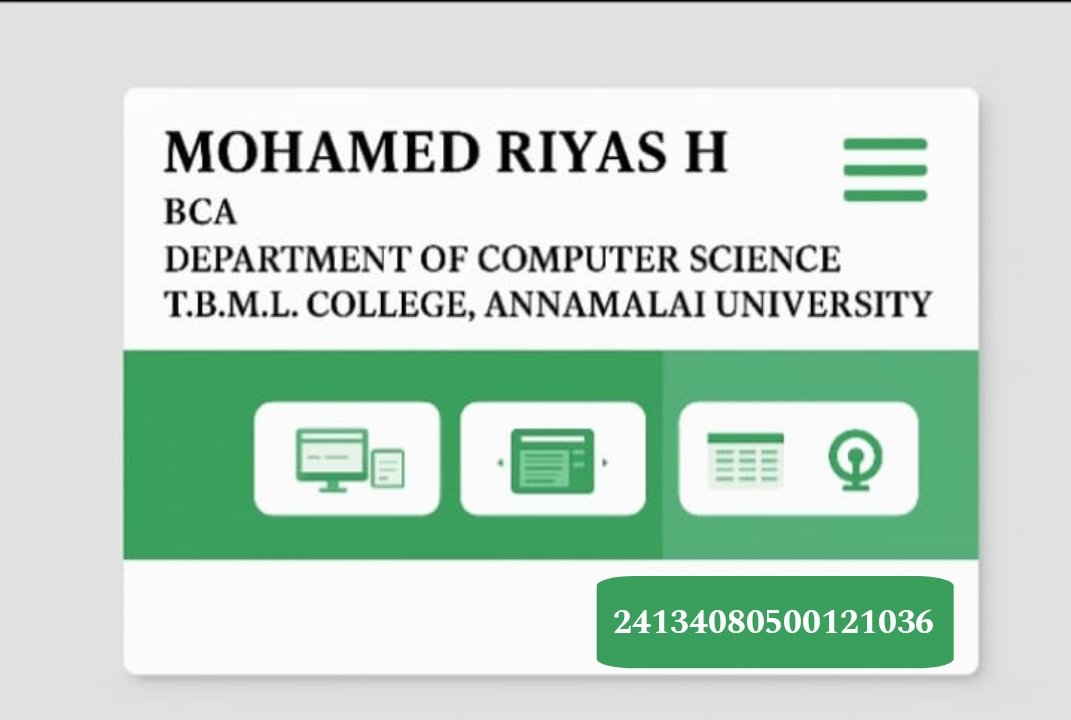 MOHAMED RIYAS H
BCA
DEPARTMENT OF COMPUTER SCIENCE
T.B.M.L. COLLEGE, ANNAMALAI UNIVERSITY
24134080500121036